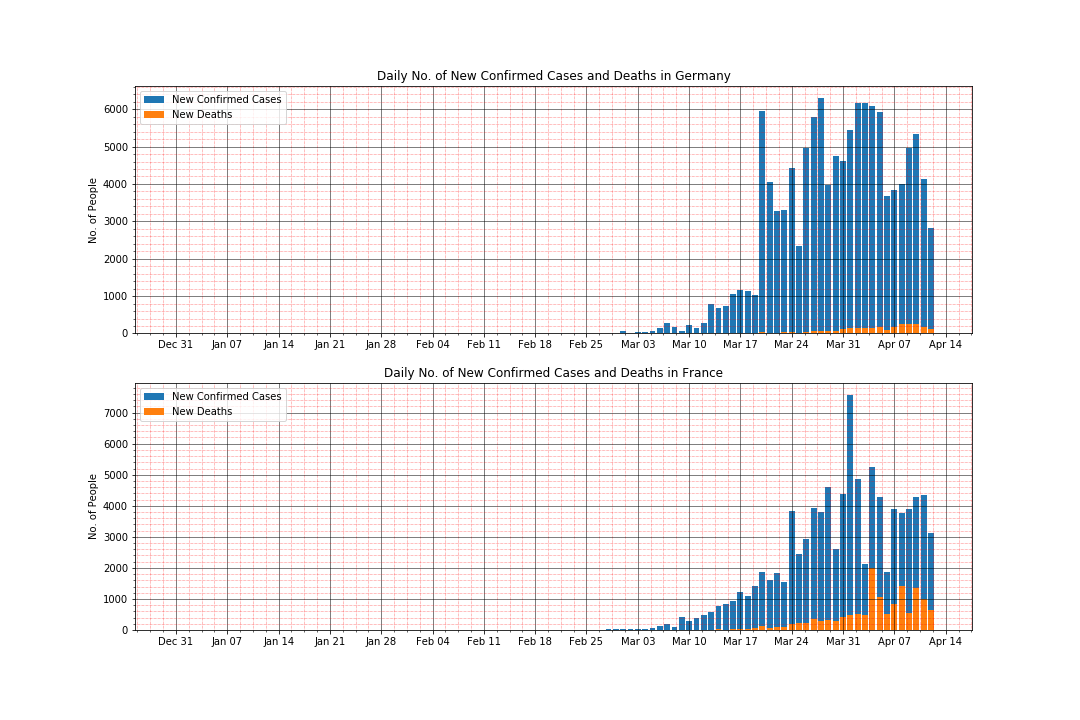 Daily No. of New Confirmed Cases and Deaths in Germany
New Confirmed Cases
New Deaths
No. of People
6000
5000
4000
3000
2000
1000
0
Dec 31 Jan 07 Jan 14 Jan 21 Jan 28 Feb 04 Feb 11 Feb 18 Feb 25 Mar 03 Mar 10 Mar 17 Mar 24 Mar 31 Apr 07 Apr 14
Daily No. of New Confirmed Cases and Deaths in France
New Confirmed Cases
New Deaths
No. of People
7000
6000
5000
4000
3000
2000
1000
0
Dec 31 Jan 07 Jan 14 Jan 21 Jan 28 Feb 04 Feb 11 Feb 18 Feb 25 Mar 03 Mar 10 Mar 17 Mar 24 Mar 31 Apr 07 Apr 14